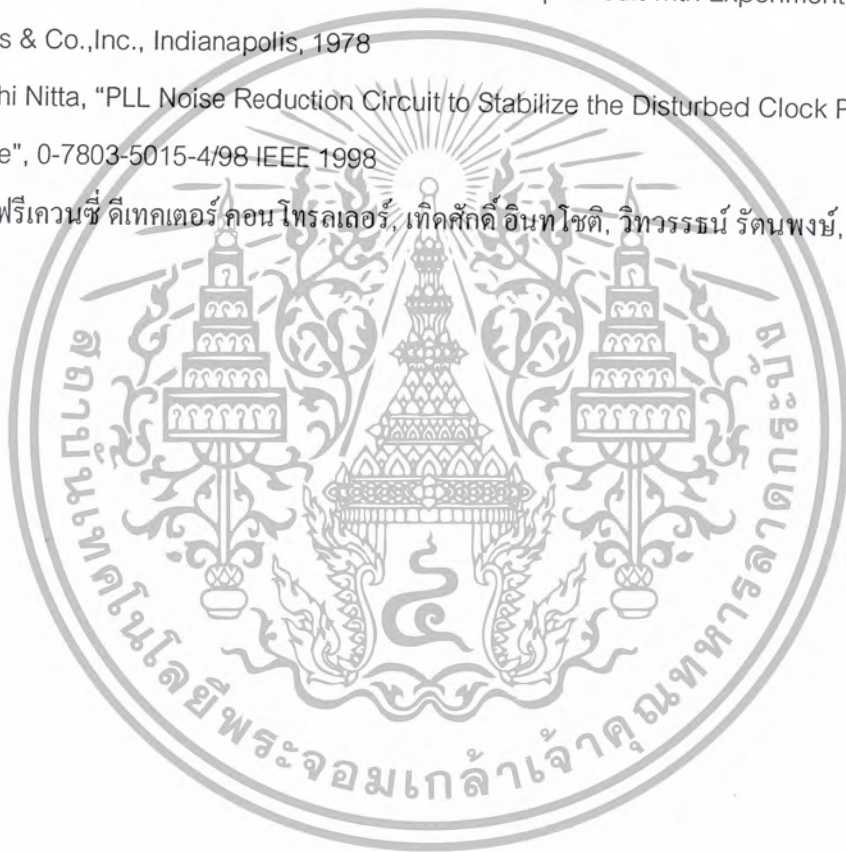 s & Co.,Inc., Indianapolis, 1978
hi Nitta, "PLL Noise Reduction Circuit to Stabilize the Disturbed Clock
e", 0-7803-5015-4/98 IEEE 1998
ฟรีเควนซี่ ดีเทคเตอร์ คอนโทรลเลอร์, เทิดศักดิ์ อินทโชติ, วิทวรรธน์ รัตนพงษ์,
สถาบันเทคโนโลยีพระจอมเกล้าเจ้าคุณทหารลาดกระบัง